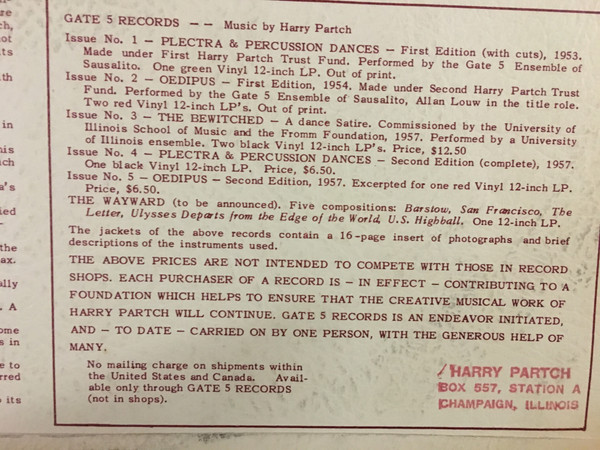 GATE 5 RECORDS — — Music by Harry Partch
Issue No. 1 – PLECTRA & PERCUSSION DANCES – First Edition (with cuts), 1953.
Made under First Harry Partch Trust Fund. Performed by the Gate 5 Ensemble of
Sausalito. One green Vinyl 12-inch LP. Out of print.
Issue No. 2 – OEDIPUS – First Edition, 1954. Made under Second Harry Partch Trust
Fund. Performed by the Gate 5 Ensemble of Sausalito, Allan Louw in the title role.
Two red Vinyl 12-inch LP's. Out of print.
Issue No. 3 – THE BEWITCHED – A dance Satire. Commissioned by the University of
Illinois School of Music and the Fromm Foundation, 1957. Performed by a University
of Illinois ensemble. Two black Vinyl 12-inch LP's. Price, $12.50
Issue No. 4 – PLECTRA & PERCUSSION DANCES – Second Edition (complete), 1957.
One black Vinyl 12-inch LP. Price, $6.50.
Issue No. 5 – OEDIPUS – Second Edition, 1957. Excerpted for one red Vinyl 12-inch LP.
Price, $6.50.
THE WAYWARD (to be announced). Five compositions: Barstow, San Francisco, The
Letter, Ulysses Departs from the Edge of the World, U.S. Highball. One 12-inch LP.
The jackets of the above records contain a 16-page insert of photographs and brief
descriptions of the instruments used.
THE ABOVE PRICES ARE NOT INTENDED TO COMPETE WITH THOSE IN RECORD
SHOPS. EACH PURCHASER OF A RECORD IS – IN EFFECT – CONTRIBUTING TO A
FOUNDATION WHICH HELPS TO ENSURE THAT THE CREATIVE MUSICAL WORK OF
HARRY PARTCH WILL CONTINUE. GATE 5 RECORDS IS AN ENDEAVOR INITIATED,
AND – TO DATE – CARRIED ON BY ONE PERSON, WITH THE GENEROUS HELP OF
MANY.
No mailing charge on shipments within
the United States and Canada. Avail-
able only through GATE 5 RECORDS
(not in shops).
HARRY PARTCH
BOX 557, STATION A
CHAMPAIGN, ILLINOIS